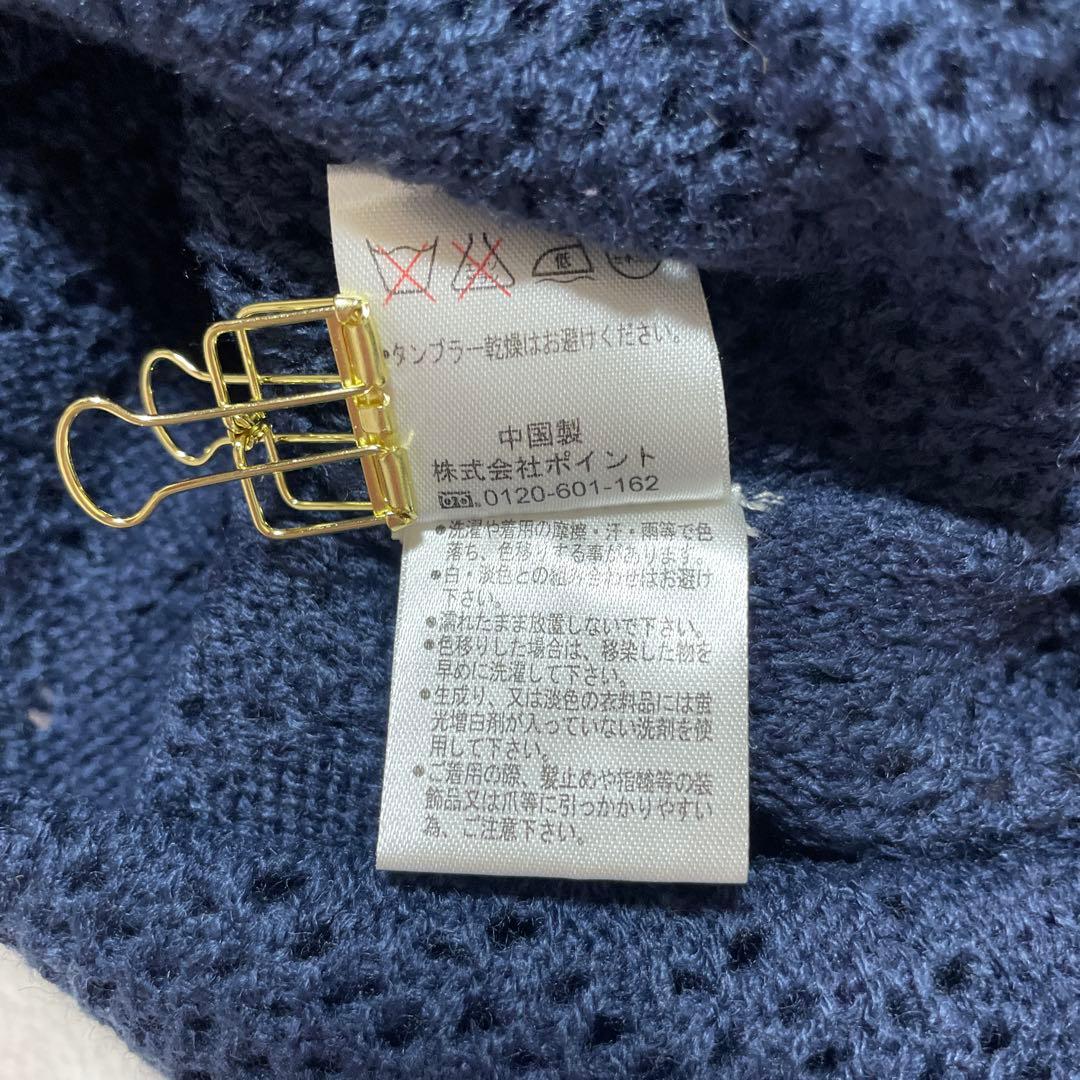 低
•タンブラー乾燥はお避けください。
中国製
株式会社ポイント
0120-601-162
•洗濯や着用の摩擦・汗・雨等で色
落ち、色移りする事があります。
•白・淡色との組み合わせはお避け
下さい。
•濡れたまま放置しないで下さい。
•色移りした場合は、移染した物を
早めに洗濯して下さい。
•生成り、又は淡色の衣料品には蛍
光増白剤が入っていない洗剤を使
用して下さい。
•ご着用の際、髪止めや指輪等の装
飾品又は爪等に引っかかりやすい
為、ご注意下さい。